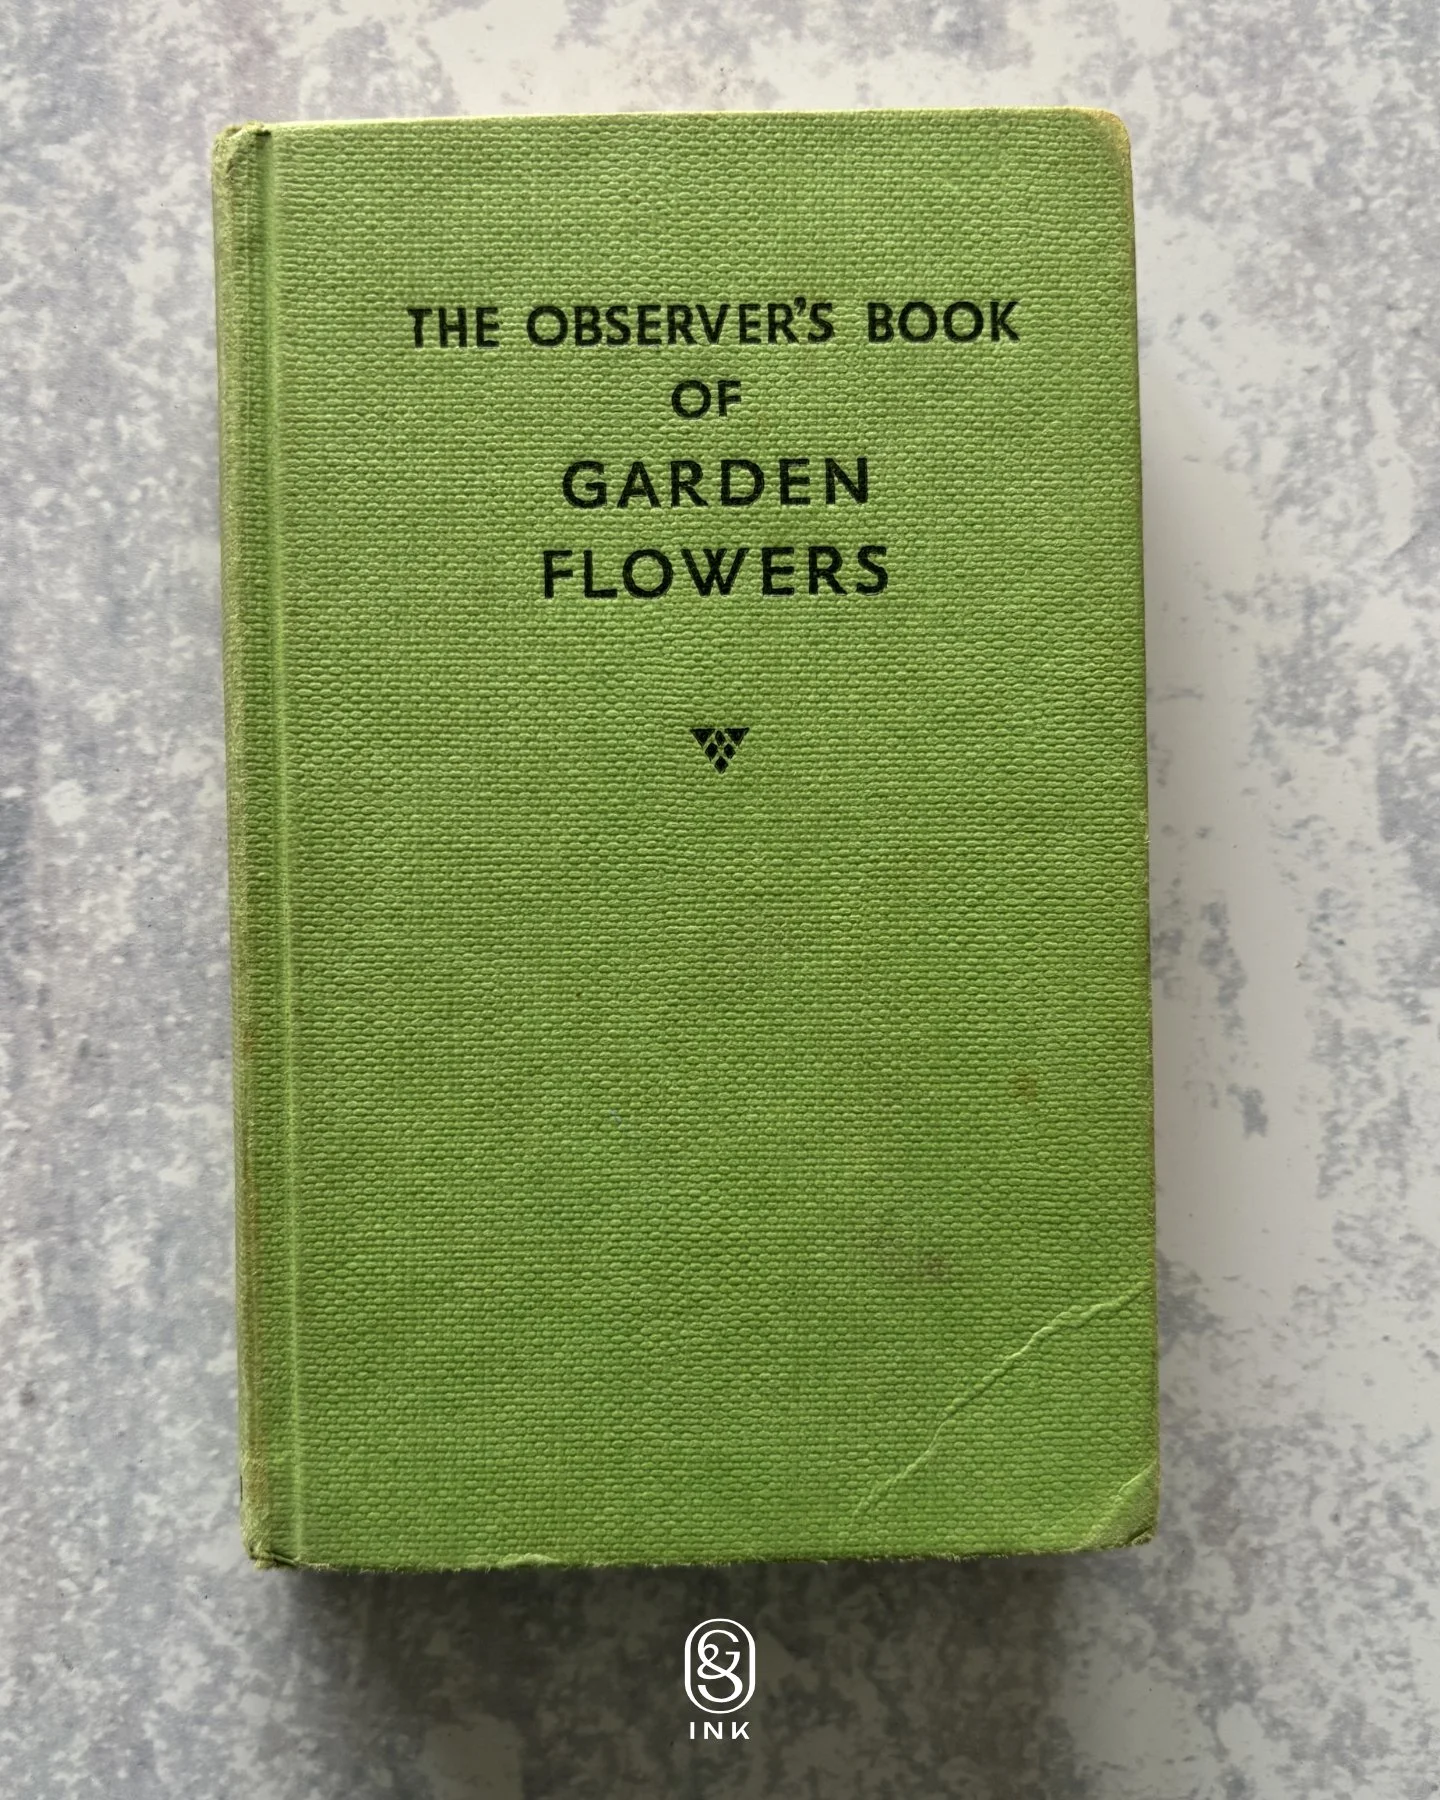 THE OBSERVER'S BOOK
OF
GARDEN
FLOWERS
INK